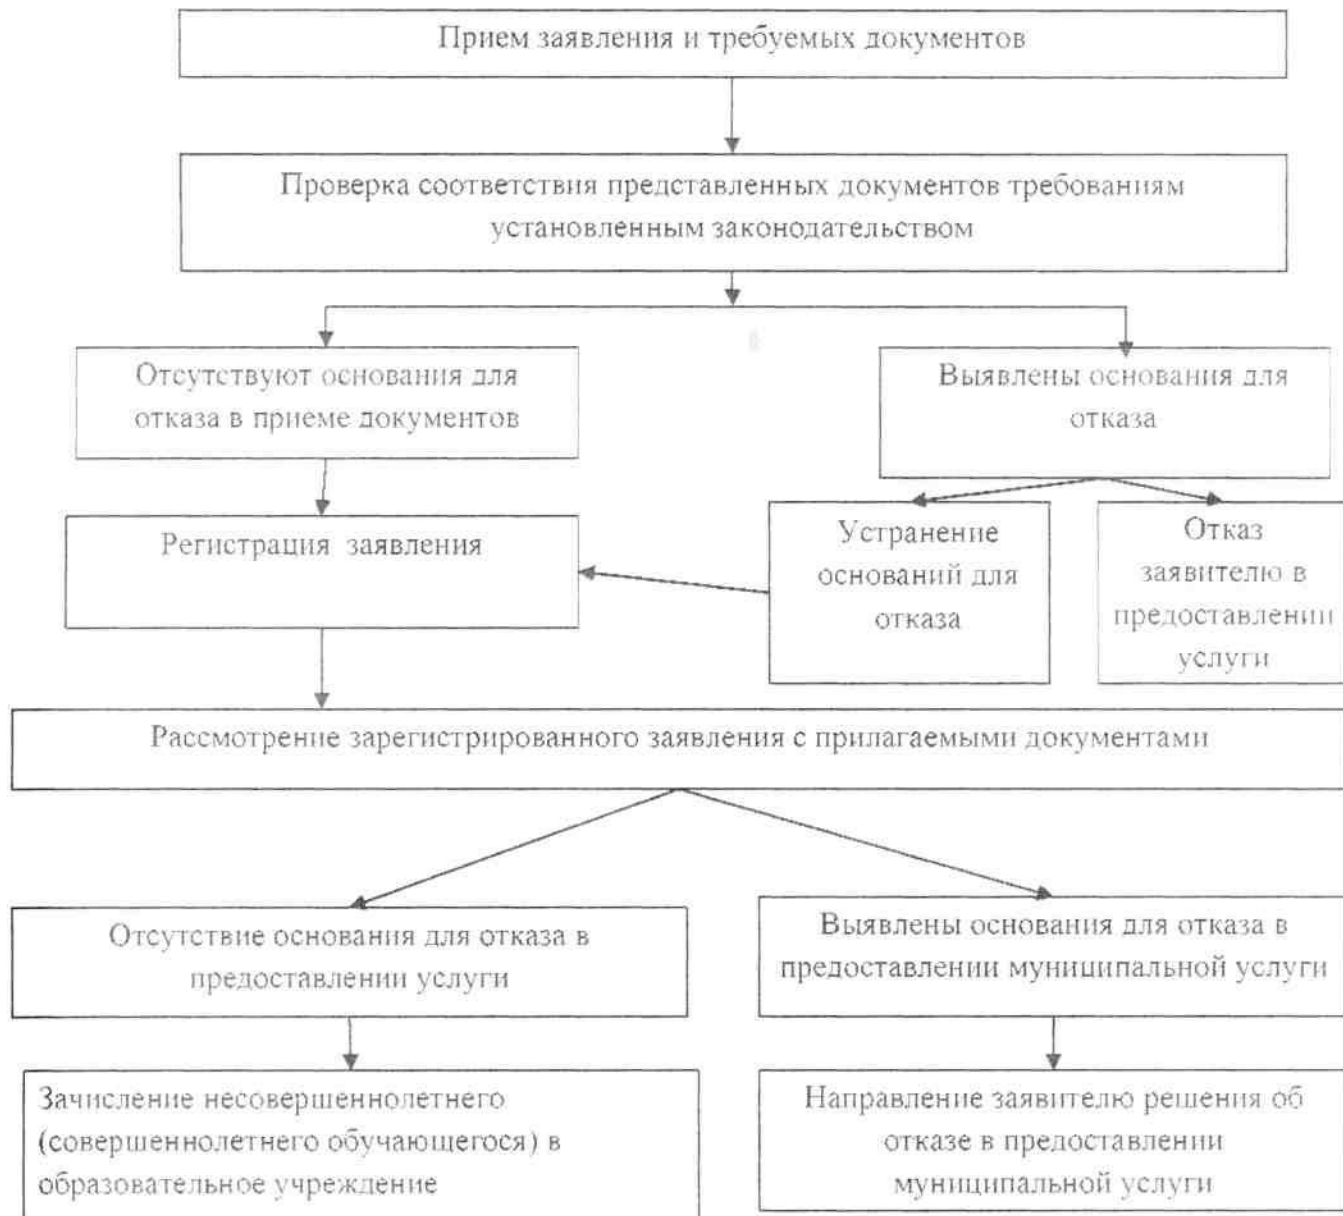 Прием заявления и требуемых документов
Проверка соответствия представленных документов требованиям
установленным законодательством
Отсутствуют основания для
отказа в приеме документов
Выявлены основания для
отказа
Регистрация заявления
Устранение
оснований для
отказа
Отказ
заявителю в
предоставлении
услуги
Рассмотрение зарегистрированного заявления с прилагаемыми документами
Отсутствие основания для отказа в
предоставлении услуги
Выявлены основания для отказа в
предоставлении муниципальной услуги
Зачисление несовершеннолетнего
(совершеннолетнего обучающегося) в
образовательное учреждение
Направление заявителю решения об
отказе в предоставлении
муниципальной услуги